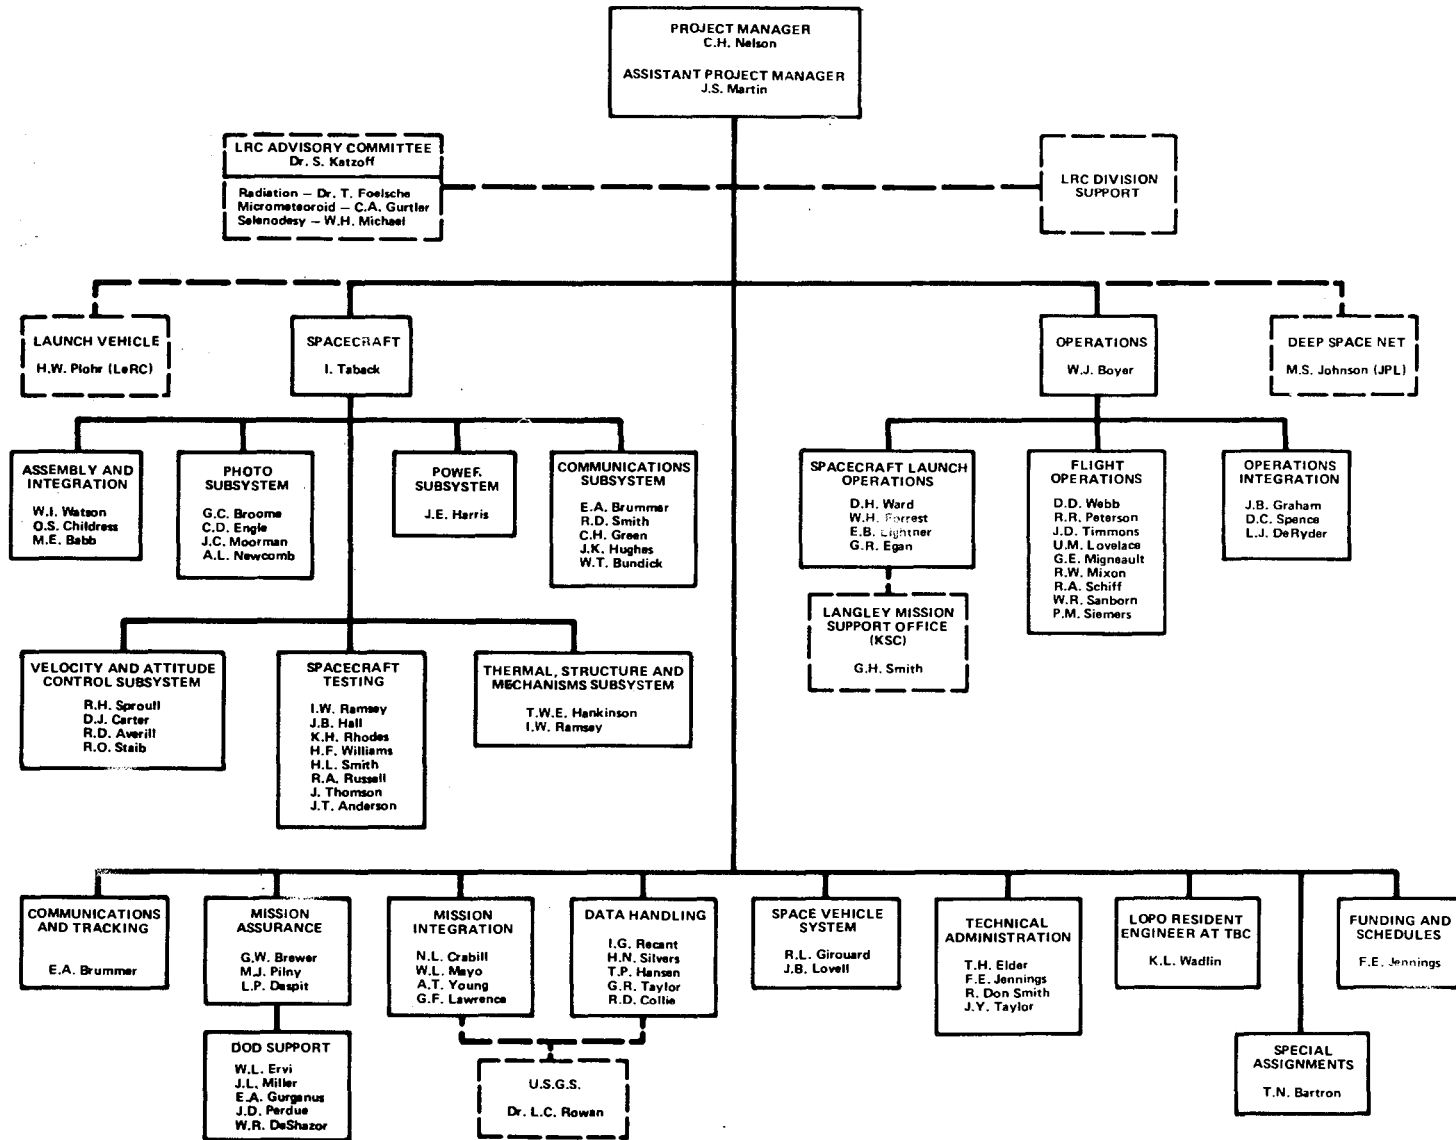 PROJECT MANAGER
C.H. Nelson
ASSISTANT PROJECT MANAGER
J.S. Martin
LRC ADVISORY COMMITTEE
Dr. S. Katzoff
Radiation — Dr. T. Foelsche
Micrometeoroid — C.A. Gurtler
Selenodesy — W.H. Michael
LRC DIVISION
SUPPORT
LAUNCH VEHICLE
H.W. Plohr (LeRC)
SPACECRAFT
I. Taback
OPERATIONS
W.J. Boyer
DEEP SPACE NET
M.S. Johnson (JPL)
ASSEMBLY AND
INTEGRATION
W.I. Watson
O.S. Childress
M.E. Babb
PHOTO
SUBSYSTEM
G.C. Broome
C.D. Engle
J.C. Moorman
A.L. Newcomb
POWEF.
SUBSYSTEM
J.E. Harris
COMMUNICATIONS
SUBSYSTEM
E.A. Brummer
R.D. Smith
C.H. Green
J.K. Hughes
W.T. Bundick
SPACECRAFT LAUNCH
OPERATIONS
D.H. Ward
W.H. Forrest
E.B. Lightner
G.R. Egan
FLIGHT
OPERATIONS
D.D. Webb
R.R. Peterson
J.D. Timmons
U.M. Lovelace
G.E. Migneault
R.W. Mixon
R.A. Schiff
W.R. Sanborn
P.M. Siemers
OPERATIONS
INTEGRATION
J.B. Graham
D.C. Spence
L.J. DeRyder
LANGLEY MISSION
SUPPORT OFFICE
(KSC)
G.H. Smith
VELOCITY AND ATTITUDE
CONTROL SUBSYSTEM
R.H. Sproull
D.J. Carter
R.D. Averill
R.O. Staib
SPACECRAFT
TESTING
I.W. Ramsey
J.B. Hall
K.H. Rhodes
H.F. Williams
H.L. Smith
R.A. Russell
J. Thomson
J.T. Anderson
THERMAL, STRUCTURE AND
MECHANISMS SUBSYSTEM
T.W.E. Hankinson
I.W. Ramsey
COMMUNICATIONS
AND TRACKING
E.A. Brummer
MISSION
ASSURANCE
G.W. Brewer
M.J. Pilny
L.P. Daspit
MISSION
INTEGRATION
N.L. Crabill
W.L. Mayo
A.T. Young
G.F. Lawrence
DATA HANDLING
I.G. Recant
H.N. Silvers
T.P. Hansen
G.R. Taylor
R.D. Collie
SPACE VEHICLE
SYSTEM
R.L. Girouard
J.B. Lovell
TECHNICAL
ADMINISTRATION
T.H. Elder
F.E. Jennings
R. Don Smith
J.Y. Taylor
LOPO RESIDENT
ENGINEER AT TBC
K.L. Wadlin
FUNDING AND
SCHEDULES
F.E. Jennings
DOD SUPPORT
W.L. Ervi
J.L. Miller
E.A. Gurganus
J.D. Perdue
W.R. DeShazor
U.S.G.S.
Dr. L.C. Rowan
SPECIAL
ASSIGNMENTS
T.N. Bartron